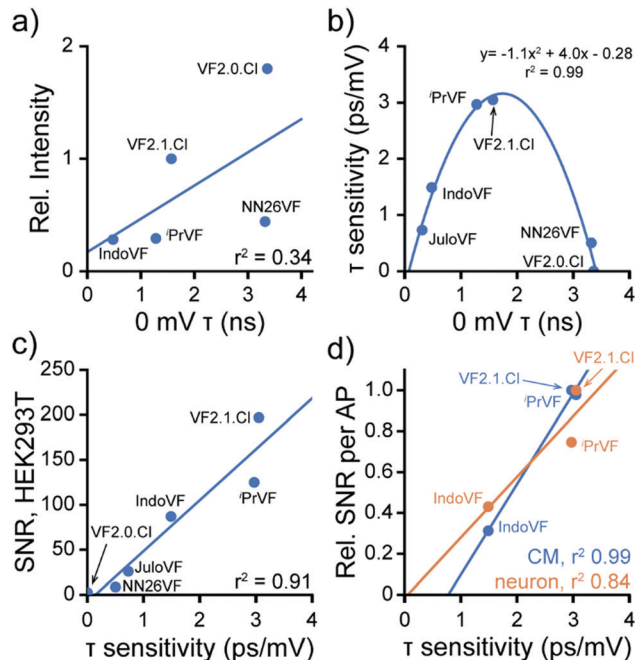 a)
Rel. Intensity
2
1
0
0 1 2 3 4
0 mV τ (ns)
VF2.0.Cl
VF2.1.Cl
NN26VF
IndoVF
iPrVF
r² = 0.34
b)
τ sensitivity (ps/mV)
4
3
2
1
0
0 1 2 3 4
0 mV τ (ns)
y= -1.1x² + 4.0x - 0.28
r² = 0.99
iPrVF
VF2.1.Cl
IndoVF
JuloVF
NN26VF
VF2.0.Cl
c)
SNR, HEK293T
250
200
150
100
50
0
0 1 2 3 4
τ sensitivity (ps/mV)
VF2.1.Cl
iPrVF
IndoVF
VF2.0.Cl
JuloVF
NN26VF
r² = 0.91
d)
Rel. SNR per AP
1.0
0.8
0.6
0.4
0.2
0
0 1 2 3 4
τ sensitivity (ps/mV)
VF2.1.Cl
VF2.1.Cl
iPrVF
iPrVF
IndoVF
IndoVF
CM, r² 0.99
neuron, r² 0.84